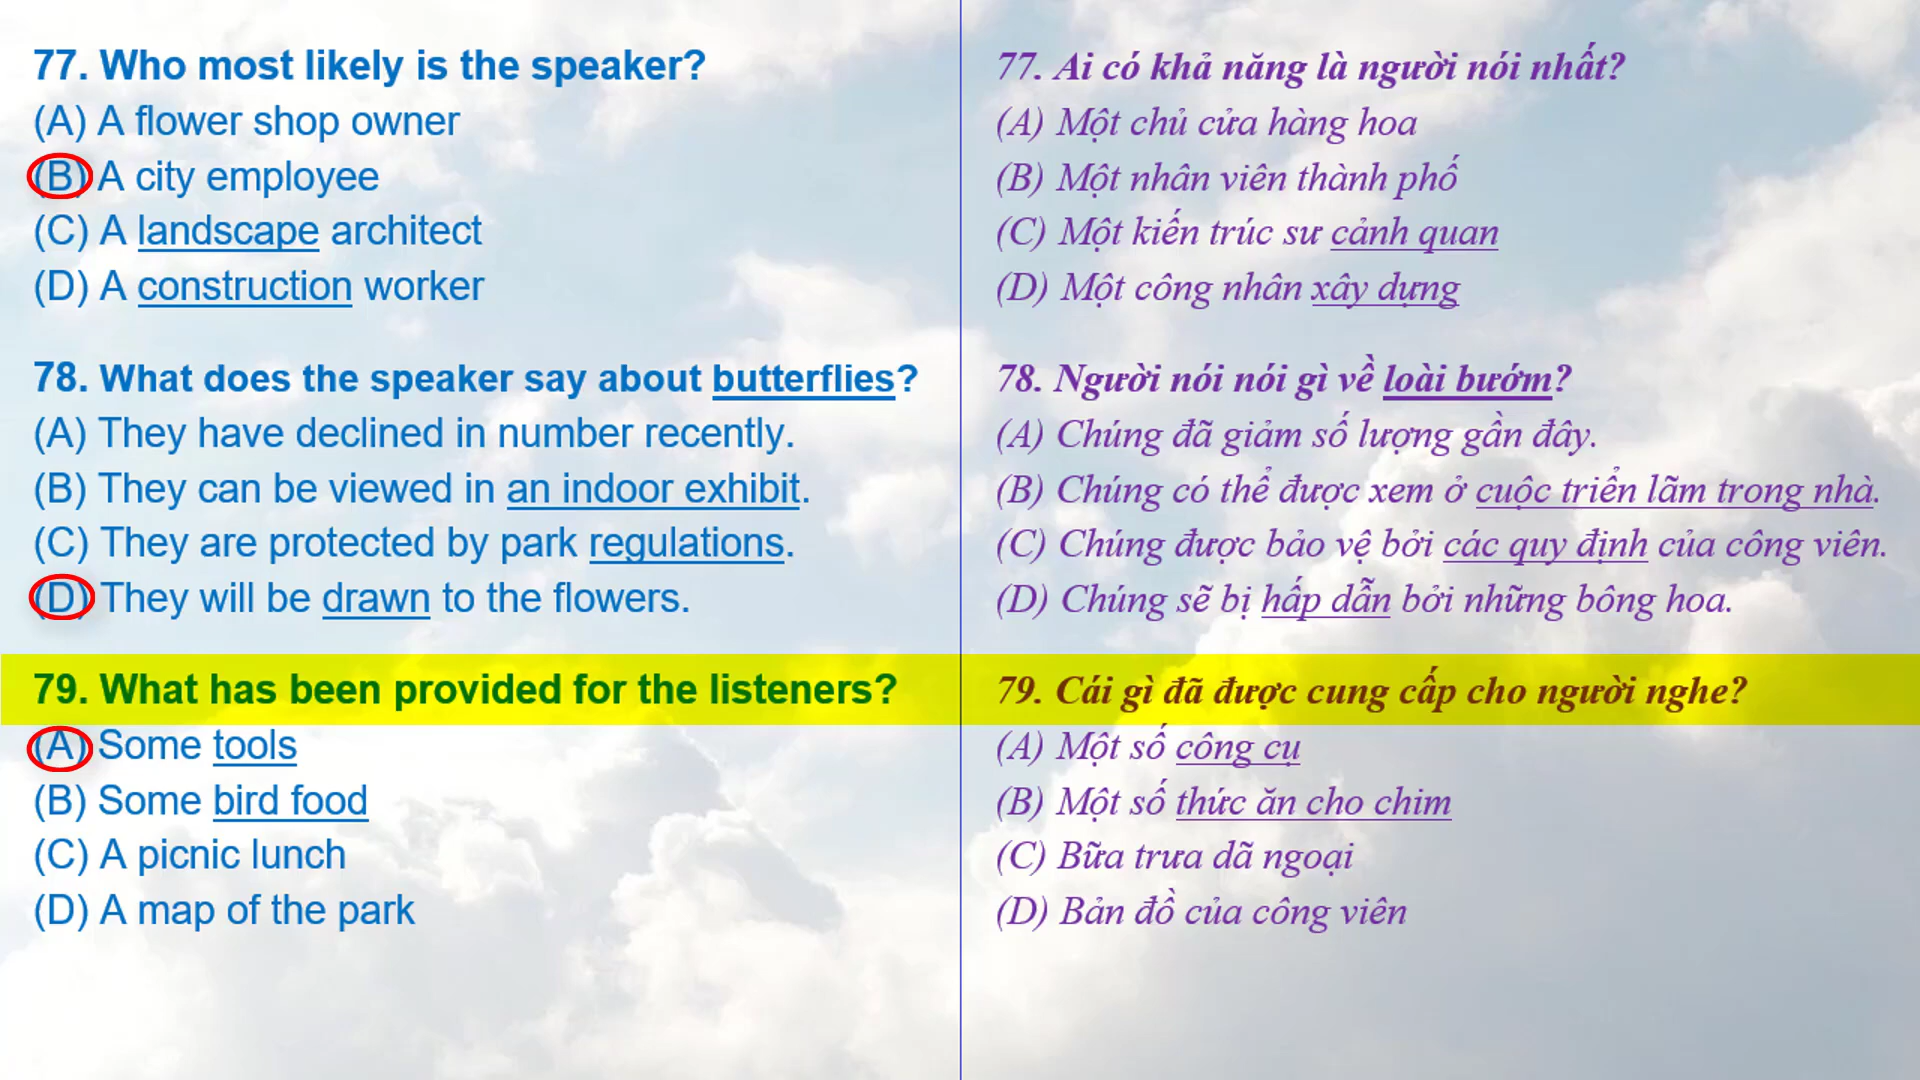 77. Who most likely is the speaker?
(A) A flower shop owner
(B) A city employee
(C) A landscape architect
(D) A construction worker
78. What does the speaker say about butterflies?
(A) They have declined in number recently.
(B) They can be viewed in an indoor exhibit.
(C) They are protected by park regulations.
(D) They will be drawn to the flowers.
79. What has been provided for the listeners?
(A) Some tools
(B) Some bird food
(C) A picnic lunch
(D) A map of the park
77. Ai có khả năng là người nói nhất?
(A) Một chủ cửa hàng hoa
(B) Một nhân viên thành phố
(C) Một kiến trúc sư cảnh quan
(D) Một công nhân xây dựng
78. Người nói nói gì về loài bướm?
(A) Chúng đã giảm số lượng gần đây.
(B) Chúng có thể được xem ở cuộc triển lãm trong nhà.
(C) Chúng được bảo vệ bởi các quy định của công viên.
(D) Chúng sẽ bị hấp dẫn bởi những bông hoa.
79. Cái gì đã được cung cấp cho người nghe?
(A) Một số công cụ
(B) Một số thức ăn cho chim
(C) Bữa trưa dã ngoại
(D) Bản đồ của công viên